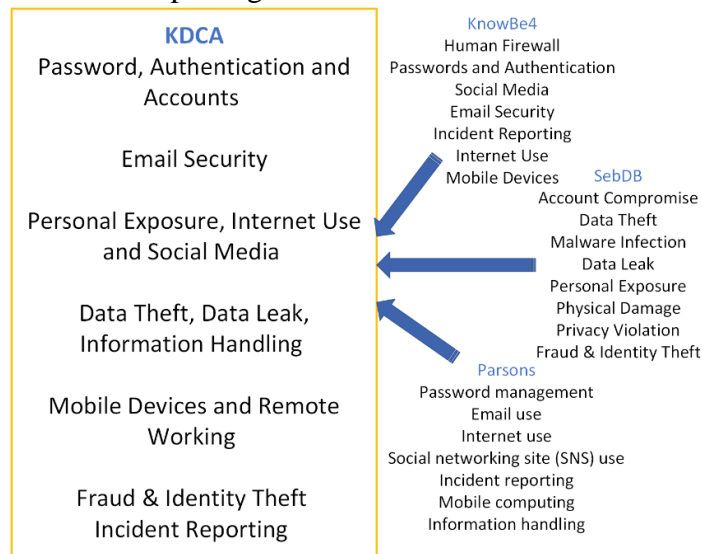 KDCA
Password, Authentication and
Accounts
Email Security
Personal Exposure, Internet Use
and Social Media
Data Theft, Data Leak,
Information Handling
Mobile Devices and Remote
Working
Fraud & Identity Theft
Incident Reporting
KnowBe4
Human Firewall
Passwords and Authentication
Social Media
Email Security
Incident Reporting
Internet Use
Mobile Devices
SebDB
Account Compromise
Data Theft
Malware Infection
Data Leak
Personal Exposure
Physical Damage
Privacy Violation
Fraud & Identity Theft
Parsons
Password management
Email use
Internet use
Social networking site (SNS) use
Incident reporting
Mobile computing
Information handling